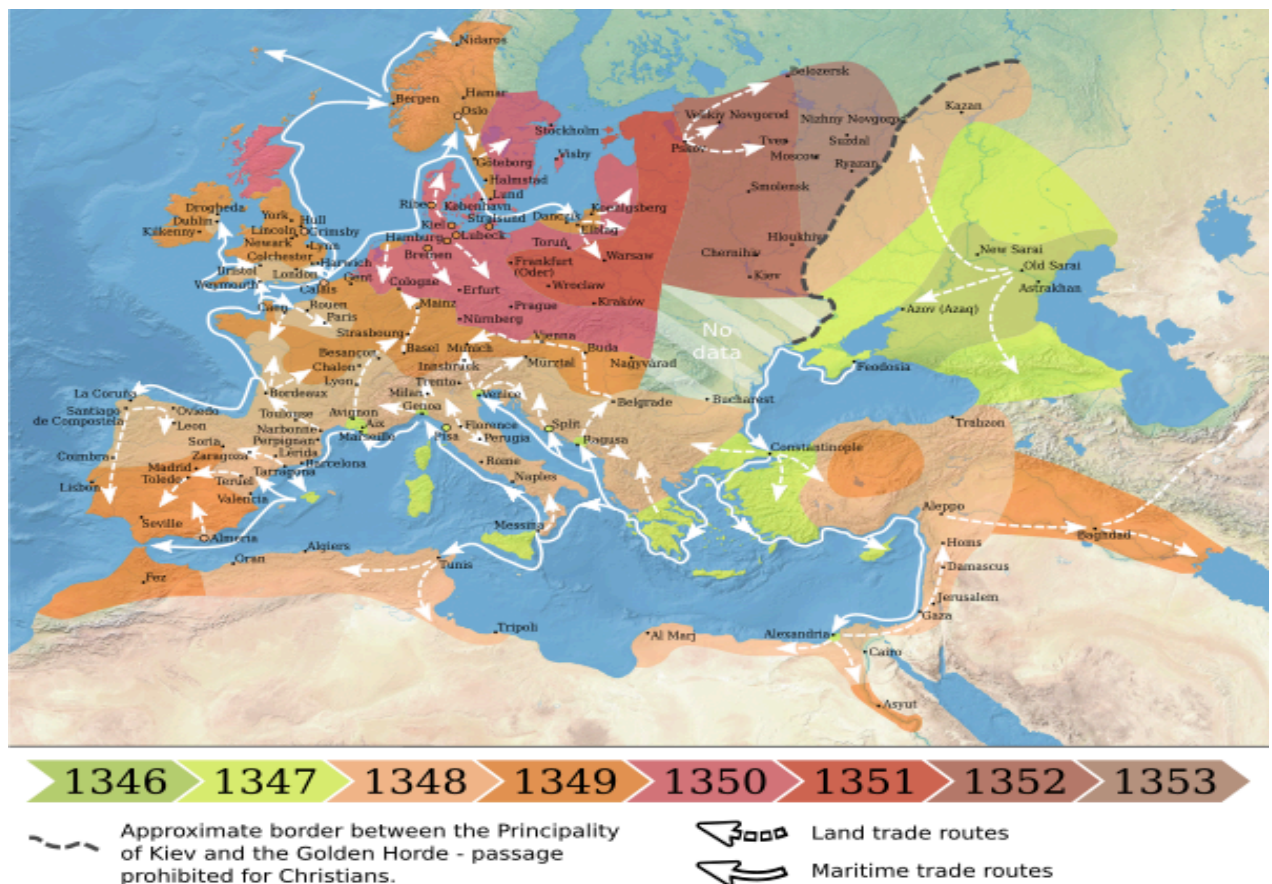 Nidaros
Bergen
Hamar
Oslo
Stockholm
Göteborg
Visby
Halmstad
Lund
København
Ribe
Kiel
Stralsund
Lubeck
Hamburg
Bremen
Danczik
Elbląg
Koenigsberg
Toruń
Warsaw
Frankfurt
(Oder)
Wroclaw
Kraków
Erfurt
Prague
Nürnberg
Belozersk
Velikiy Novgorod
Nizhny Novgorod
Pskov
Tver
Suzdal
Moscow
Ryazan
Smolensk
Chernihiv
Hloukhiv
Kiev
Kazan
New Sarai
Old Sarai
Astrakhan
Azov (Azaq)
Feodosia
No
data
Drogheda
Dublin
Kilkenny
York
Hull
Lincoln
Grimsby
Newark
Lynn
Colchester
Harwich
Bristol
London
Weymouth
Calais
Gent
Cologne
Caen
Rouen
Paris
Mainz
Strasbourg
Besançon
Basel
Munich
Vienna
Buda
Chalon
Innsbruck
Mürztal
Nagyvárad
Lyon
Milan
Trento
Venice
Belgrade
Bucharest
La Coruña
Santiago
de Compostela
Oviedo
Leon
Bordeaux
Toulouse
Avignon
Aix
Genoa
Narbonne
Marseille
Perpignan
Pisa
Florence
Perugia
Split
Ragusa
Soria
Zaragoza
Lérida
Barcelona
Tarragona
Coimbra
Madrid
Toledo
Teruel
Lisbon
Valencia
Seville
Almeria
Rome
Naples
Messina
Constantinople
Trabzon
Aleppo
Baghdad
Homs
Damascus
Jerusalem
Gaza
Fez
Oran
Algiers
Tunis
Tripoli
Al Marj
Alexandria
Cairo
Asyut
1346 1347 1348 1349 1350 1351 1352 1353
Approximate border between the Principality
of Kiev and the Golden Horde - passage
prohibited for Christians.
Land trade routes
Maritime trade routes